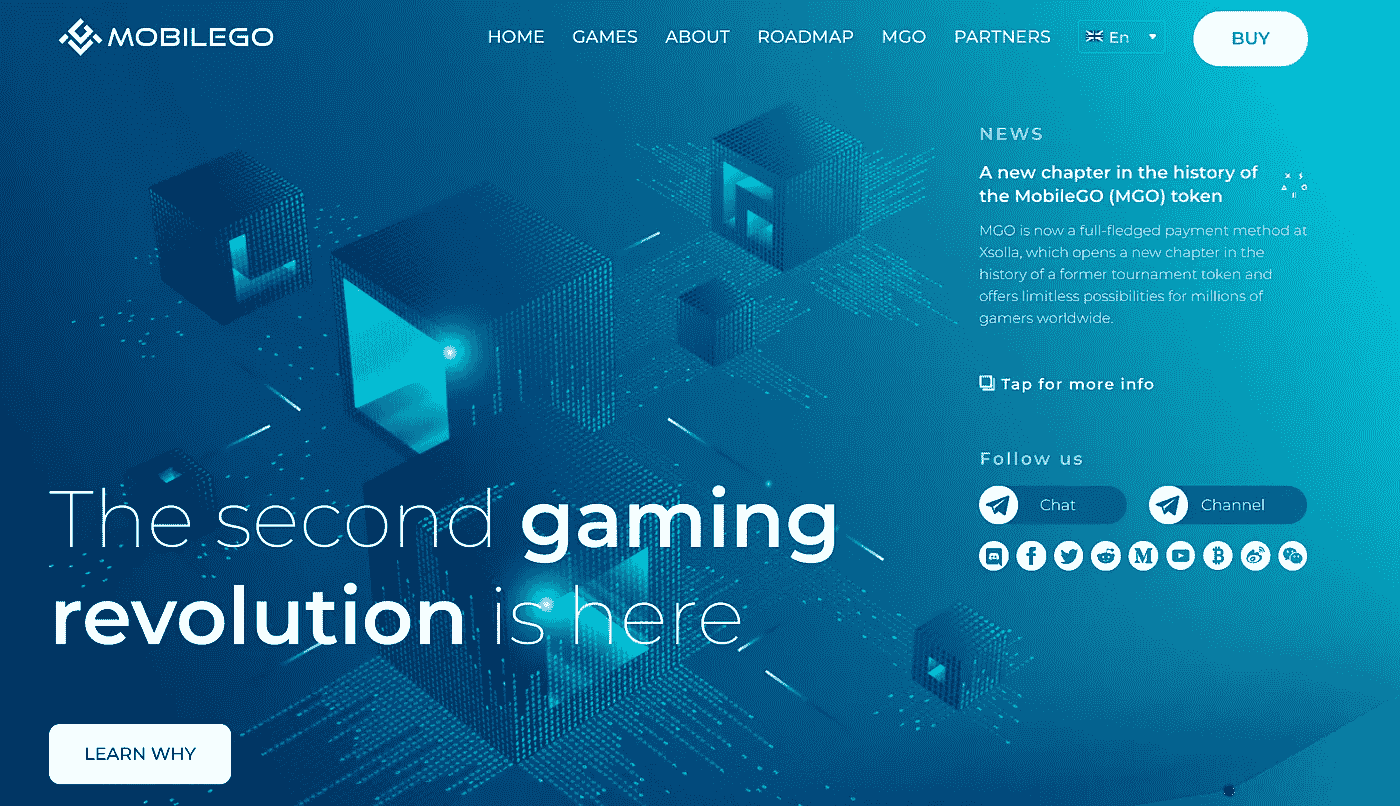 MOBILEGO
HOME GAMES ABOUT ROADMAP MGO PARTNERS En BUY
NEWS
A new chapter in the history of
the MobileGO (MGO) token
MGO is now a full-fledged payment method at
Xsolla, which opens a new chapter in the
history of a former tournament token and
offers limitless possibilities for millions of
gamers worldwide.
Tap for more info
Follow us
Chat Channel
The second gaming
revolution is here
LEARN WHY